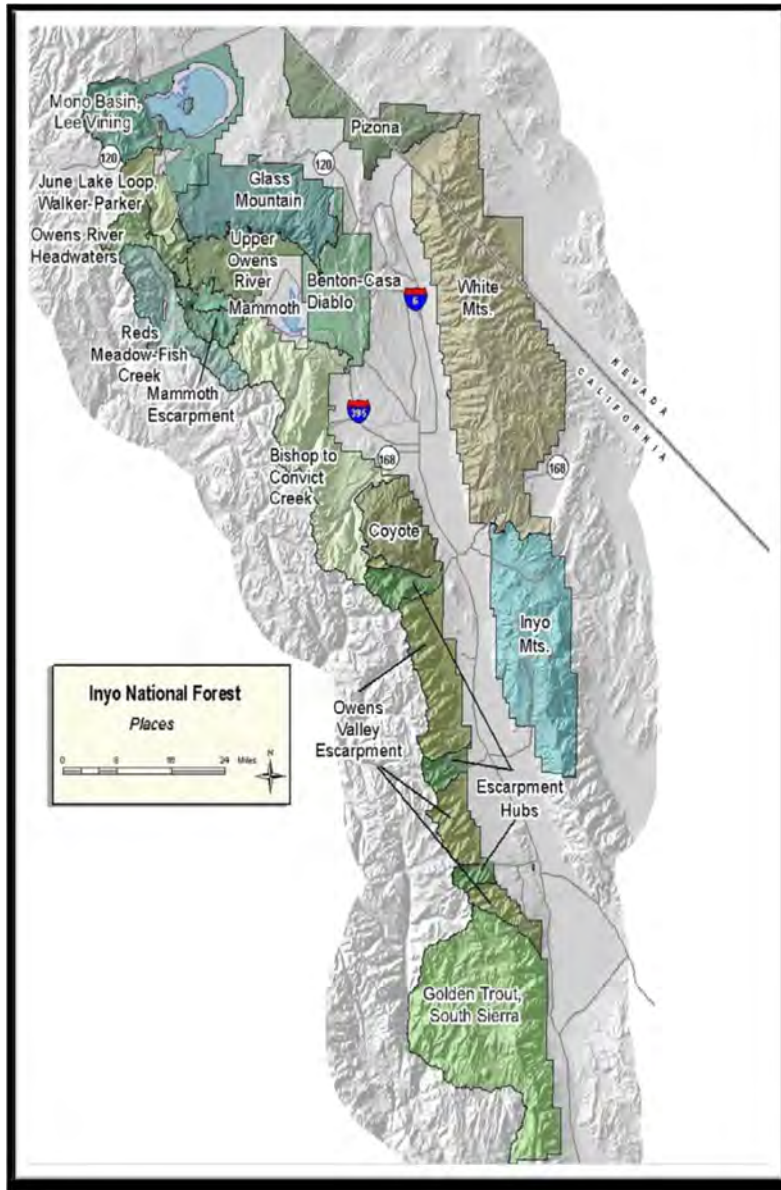 Mono Basin,
Lee Vining
120
Pizona
June Lake Loop,
Walker-Parker
Glass
Mountain
120
Owens River
Headwaters
Upper
Owens
River
Benton-Casa
Diablo
6
White
Mts.
Mammoth
Reds
Meadow-Fish
Creek
Mammoth
Escarpment
395
NEVADA
CALIFORNIA
Bishop to
Convict
Creek
168
168
Coyote
Inyo
Mts.
Inyo National Forest
Places
0 Miles
N
Owens
Valley
Escarpment
Escarpment
Hubs
Golden Trout,
South Sierra